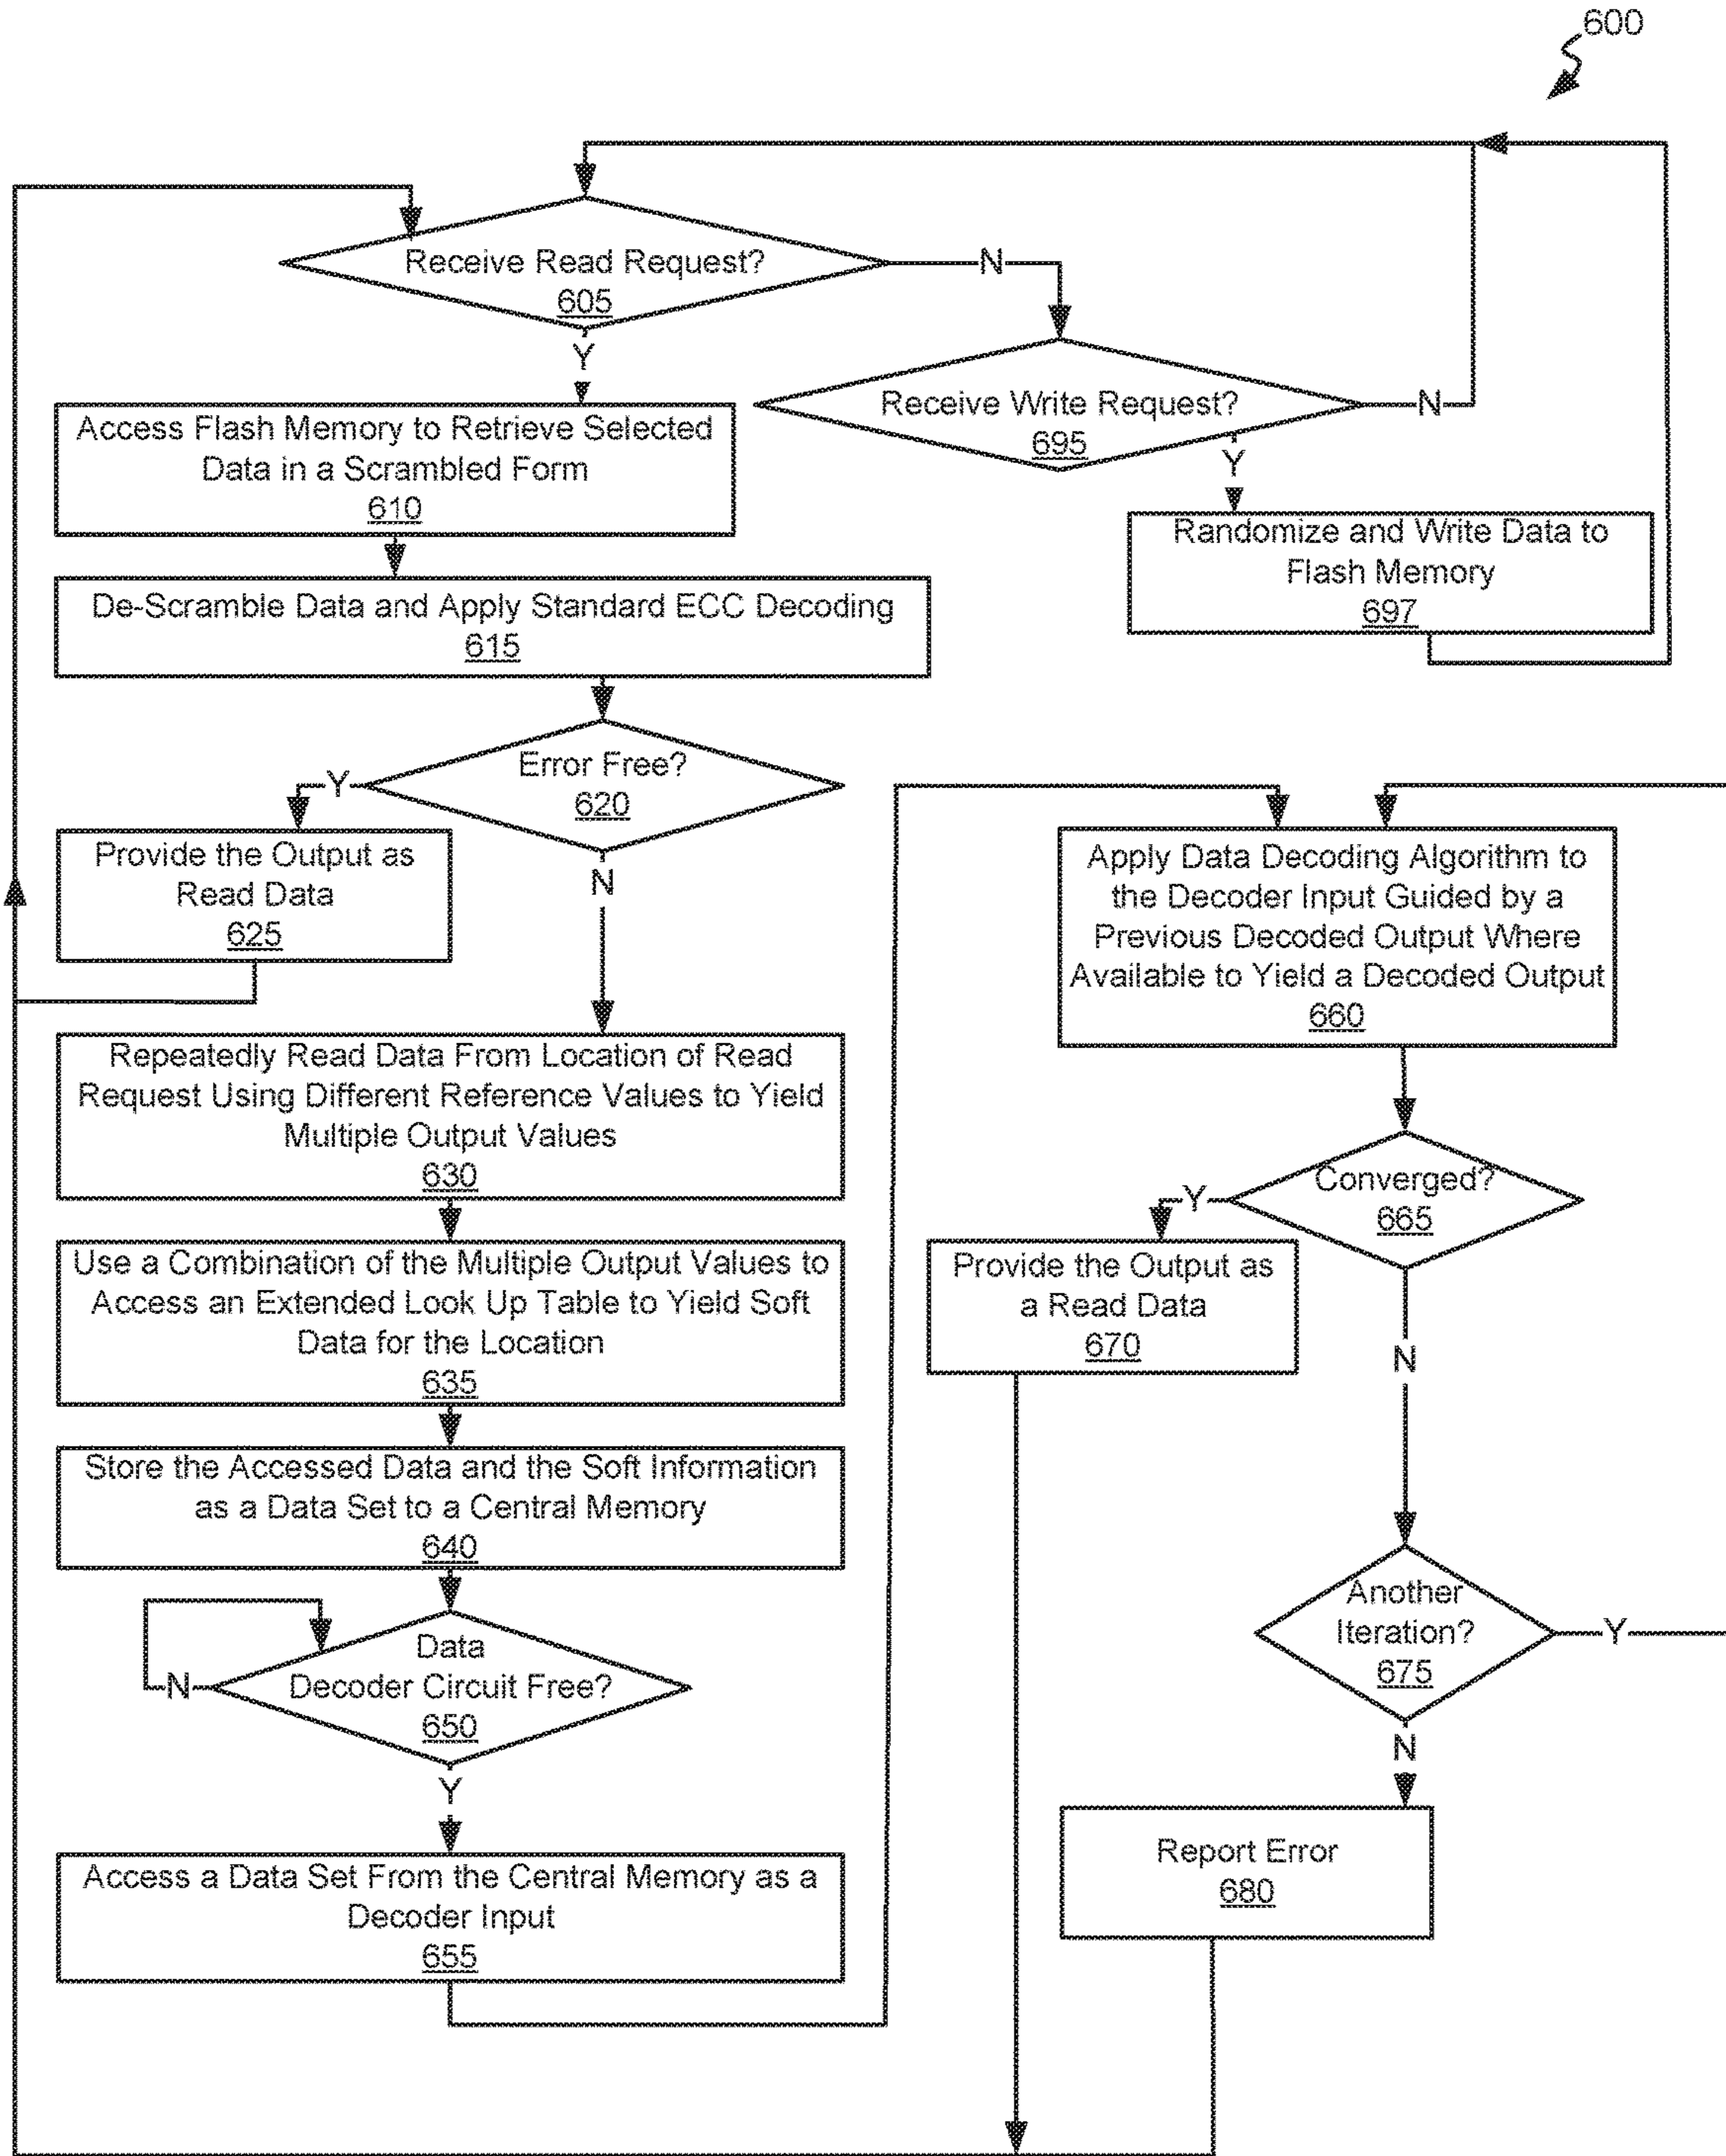 600
Receive Read Request?
605
N
Y
Receive Write Request?
695
N
Y
Access Flash Memory to Retrieve Selected
Data in a Scrambled Form
610
Randomize and Write Data to
Flash Memory
697
De-Scramble Data and Apply Standard ECC Decoding
615
Error Free?
620
Y
N
Provide the Output as
Read Data
625
Repeatedly Read Data From Location of Read
Request Using Different Reference Values to Yield
Multiple Output Values
630
Use a Combination of the Multiple Output Values to
Access an Extended Look Up Table to Yield Soft
Data for the Location
635
Store the Accessed Data and the Soft Information
as a Data Set to a Central Memory
640
Data
Decoder Circuit Free?
650
N
Y
Access a Data Set From the Central Memory as a
Decoder Input
655
Apply Data Decoding Algorithm to
the Decoder Input Guided by a
Previous Decoded Output Where
Available to Yield a Decoded Output
660
Converged?
665
Y
N
Provide the Output as
a Read Data
670
Another
Iteration?
675
Y
N
Report Error
680